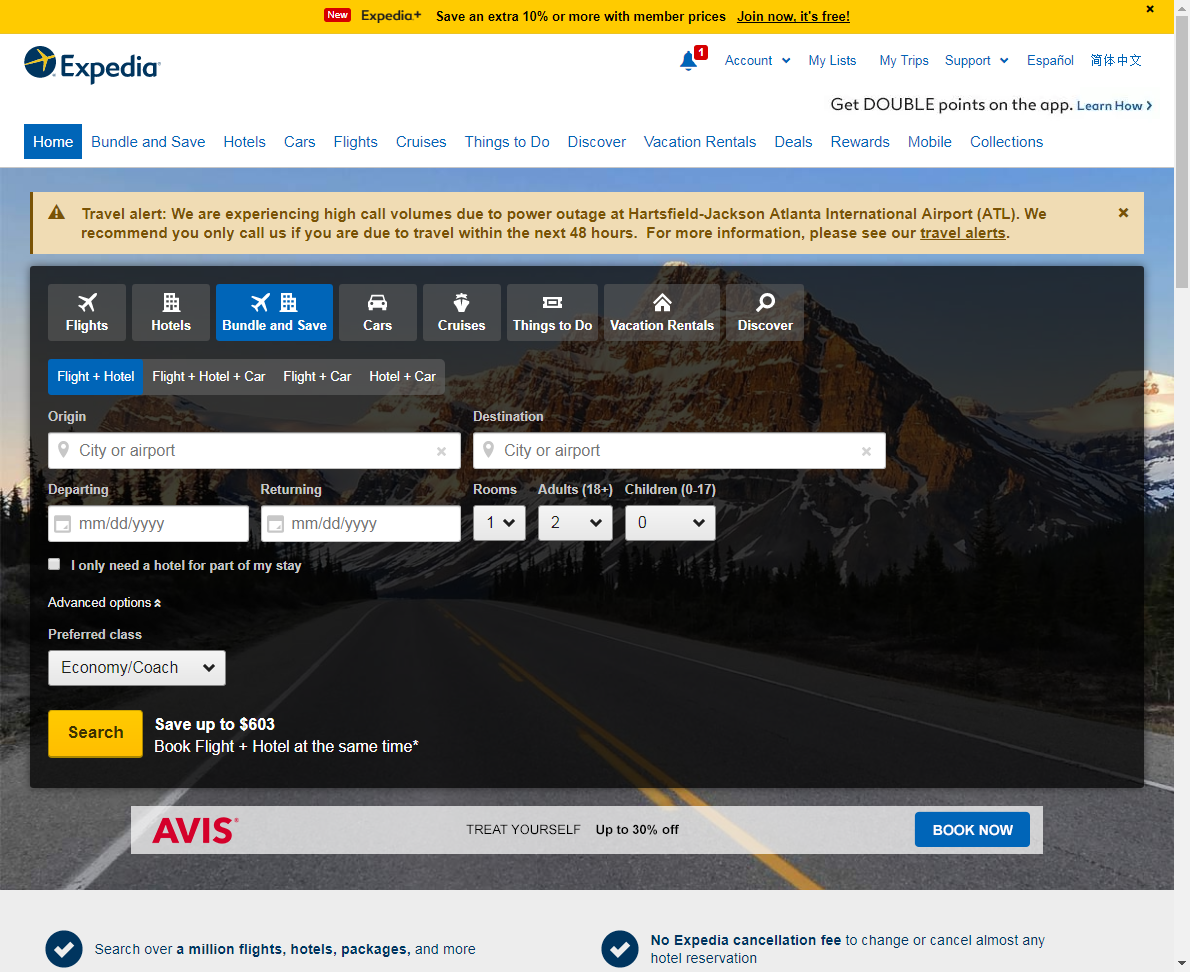 New Expedia+ Save an extra 10% or more with member prices Join now, it's free!
Expedia
1
Account My Lists My Trips Support Español 简体中文
Get DOUBLE points on the app. Learn How
Home Bundle and Save Hotels Cars Flights Cruises Things to Do Discover Vacation Rentals Deals Rewards Mobile Collections
Travel alert: We are experiencing high call volumes due to power outage at Hartsfield-Jackson Atlanta International Airport (ATL). We
recommend you only call us if you are due to travel within the next 48 hours. For more information, please see our travel alerts.
Flights Hotels Bundle and Save Cars Cruises Things to Do Vacation Rentals Discover
Flight + Hotel Flight + Hotel + Car Flight + Car Hotel + Car
Origin Destination
City or airport City or airport
Departing Returning Rooms Adults (18+) Children (0-17)
mm/dd/yyyy mm/dd/yyyy 1 2 0
I only need a hotel for part of my stay
Advanced options
Preferred class
Economy/Coach
Search
Save up to $603
Book Flight + Hotel at the same time*
AVIS TREAT YOURSELF Up to 30% off BOOK NOW
Search over a million flights, hotels, packages, and more
No Expedia cancellation fee to change or cancel almost any
hotel reservation